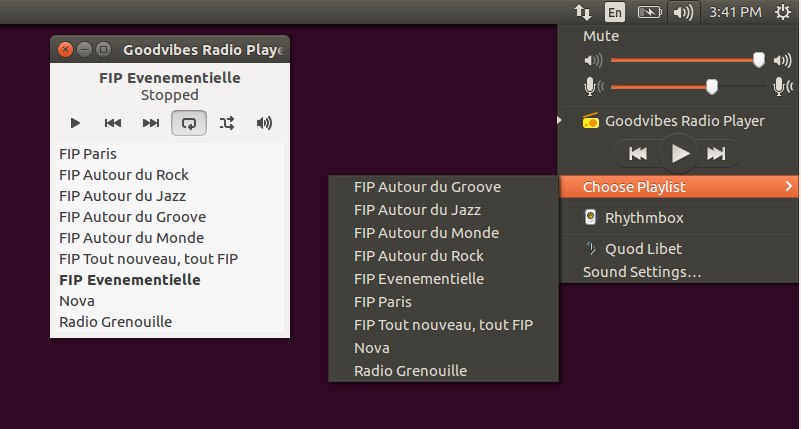 En
3:41 PM
Goodvibes Radio Playe
FIP Evenementielle
Stopped
FIP Paris
FIP Autour du Rock
FIP Autour du Jazz
FIP Autour du Groove
FIP Autour du Monde
FIP Tout nouveau, tout FIP
FIP Evenementielle
Nova
Radio Grenouille
Mute
Goodvibes Radio Player
Choose Playlist
Rhythmbox
Quod Libet
Sound Settings...
FIP Autour du Groove
FIP Autour du Jazz
FIP Autour du Monde
FIP Autour du Rock
FIP Evenementielle
FIP Paris
FIP Tout nouveau, tout FIP
Nova
Radio Grenouille